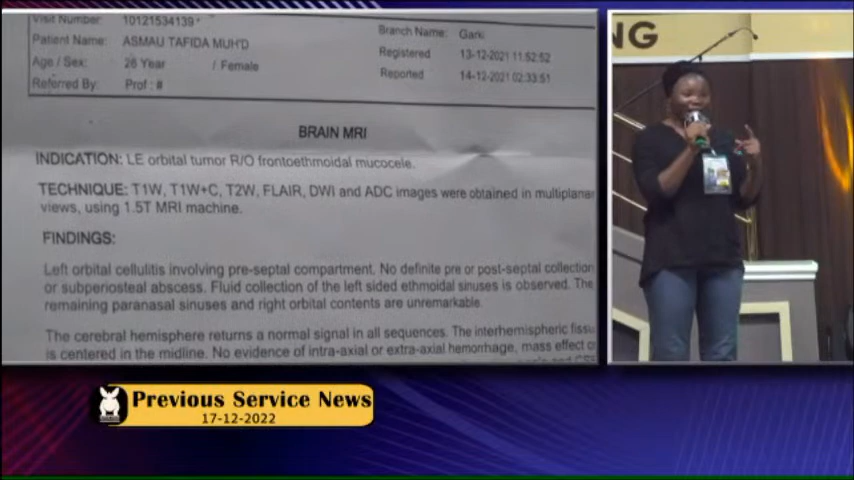 Visit Number: 10121534139
Branch Name: Garki
Patient Name: ASMAU TAFIDA MUH'D
Registered 13-12-2021 11:52:52
Age / Sex: 26 Year / Female
Reported 14-12-2021 02:33:51
Referred By: Prof : #
BRAIN MRI
INDICATION: LE orbital tumor R/O frontoethmoidal mucocele.
TECHNIQUE: T1W, T1W+C, T2W, FLAIR, DWI and ADC images were obtained in multiplanar
views, using 1.5T MRI machine.
FINDINGS:
Left orbital cellulitis involving pre-septal compartment. No definite pre or post-septal collection
or subperiosteal abscess. Fluid collection of the left sided ethmoidal sinuses is observed. The
remaining paranasal sinuses and right orbital contents are unremarkable.
The cerebral hemisphere returns a normal signal in all sequences. The interhemispheric fissu
is centered in the midline. No evidence of intra-axial or extra-axial hemorrhage, mass effect o
NG
Previous Service News
17-12-2022